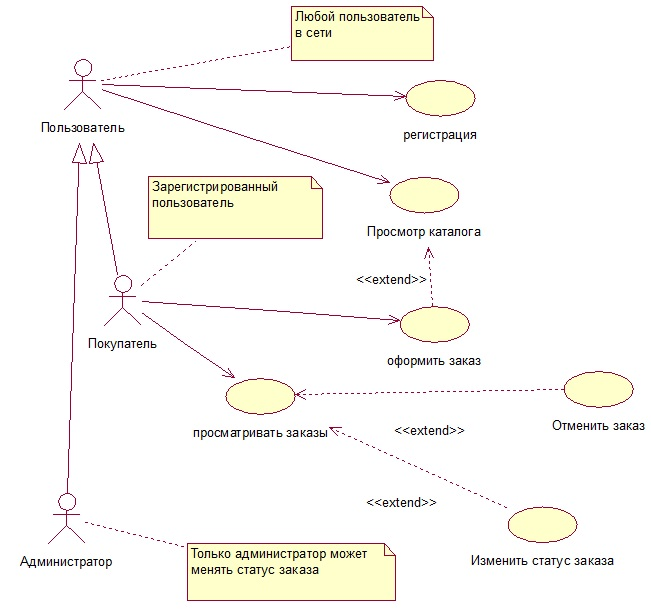 Любой пользователь
в сети
Пользователь
регистрация
Зарегистрированный
пользователь
Просмотр каталога
<<extend>>
Покупатель
оформить заказ
просматривать заказы
<<extend>>
Отменить заказ
<<extend>>
Администратор
Только администратор может
менять статус заказа
Изменить статус заказа